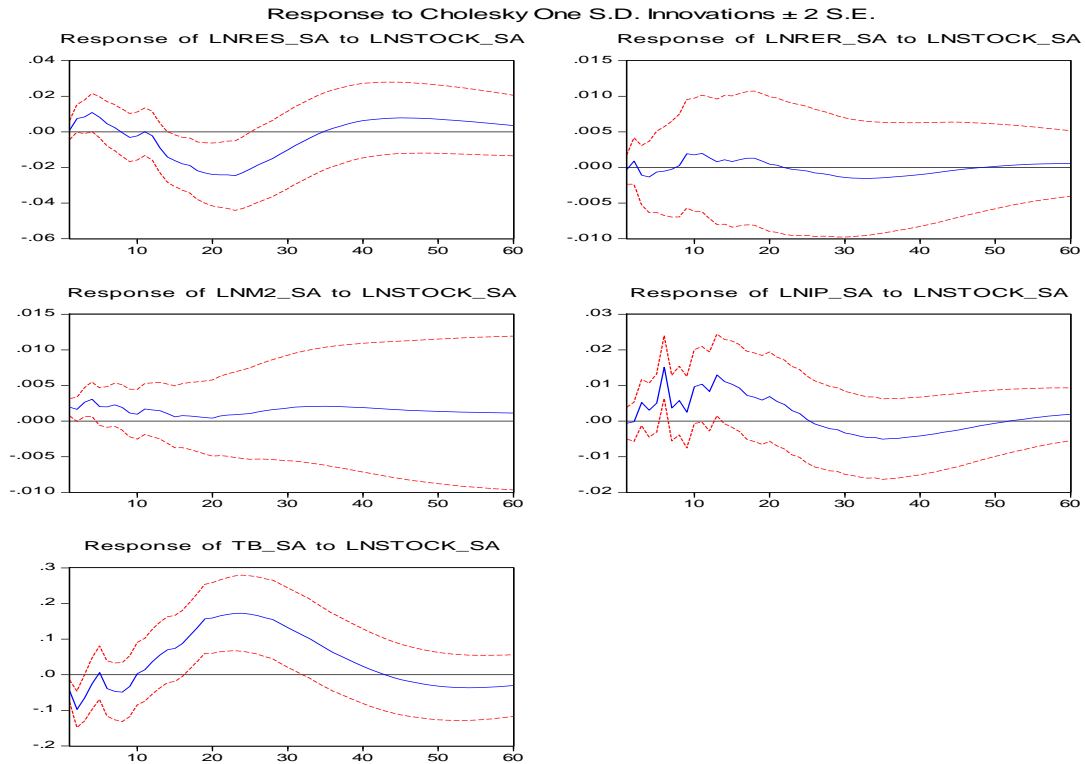 Response to Cholesky One S.D. Innovations ± 2 S.E.
Response of LNRES_SA to LNSTOCK_SA
.04
.02
.00
-.02
-.04
-.06
10 20 30 40 50 60
Response of LNRER_SA to LNSTOCK_SA
.015
.010
.005
.000
-.005
-.010
10 20 30 40 50 60
Response of LNM2_SA to LNSTOCK_SA
.015
.010
.005
.000
-.005
-.010
10 20 30 40 50 60
Response of LNIP_SA to LNSTOCK_SA
.03
.02
.01
.00
-.01
-.02
10 20 30 40 50 60
Response of TB_SA to LNSTOCK_SA
.3
.2
.1
.0
-.1
-.2
10 20 30 40 50 60